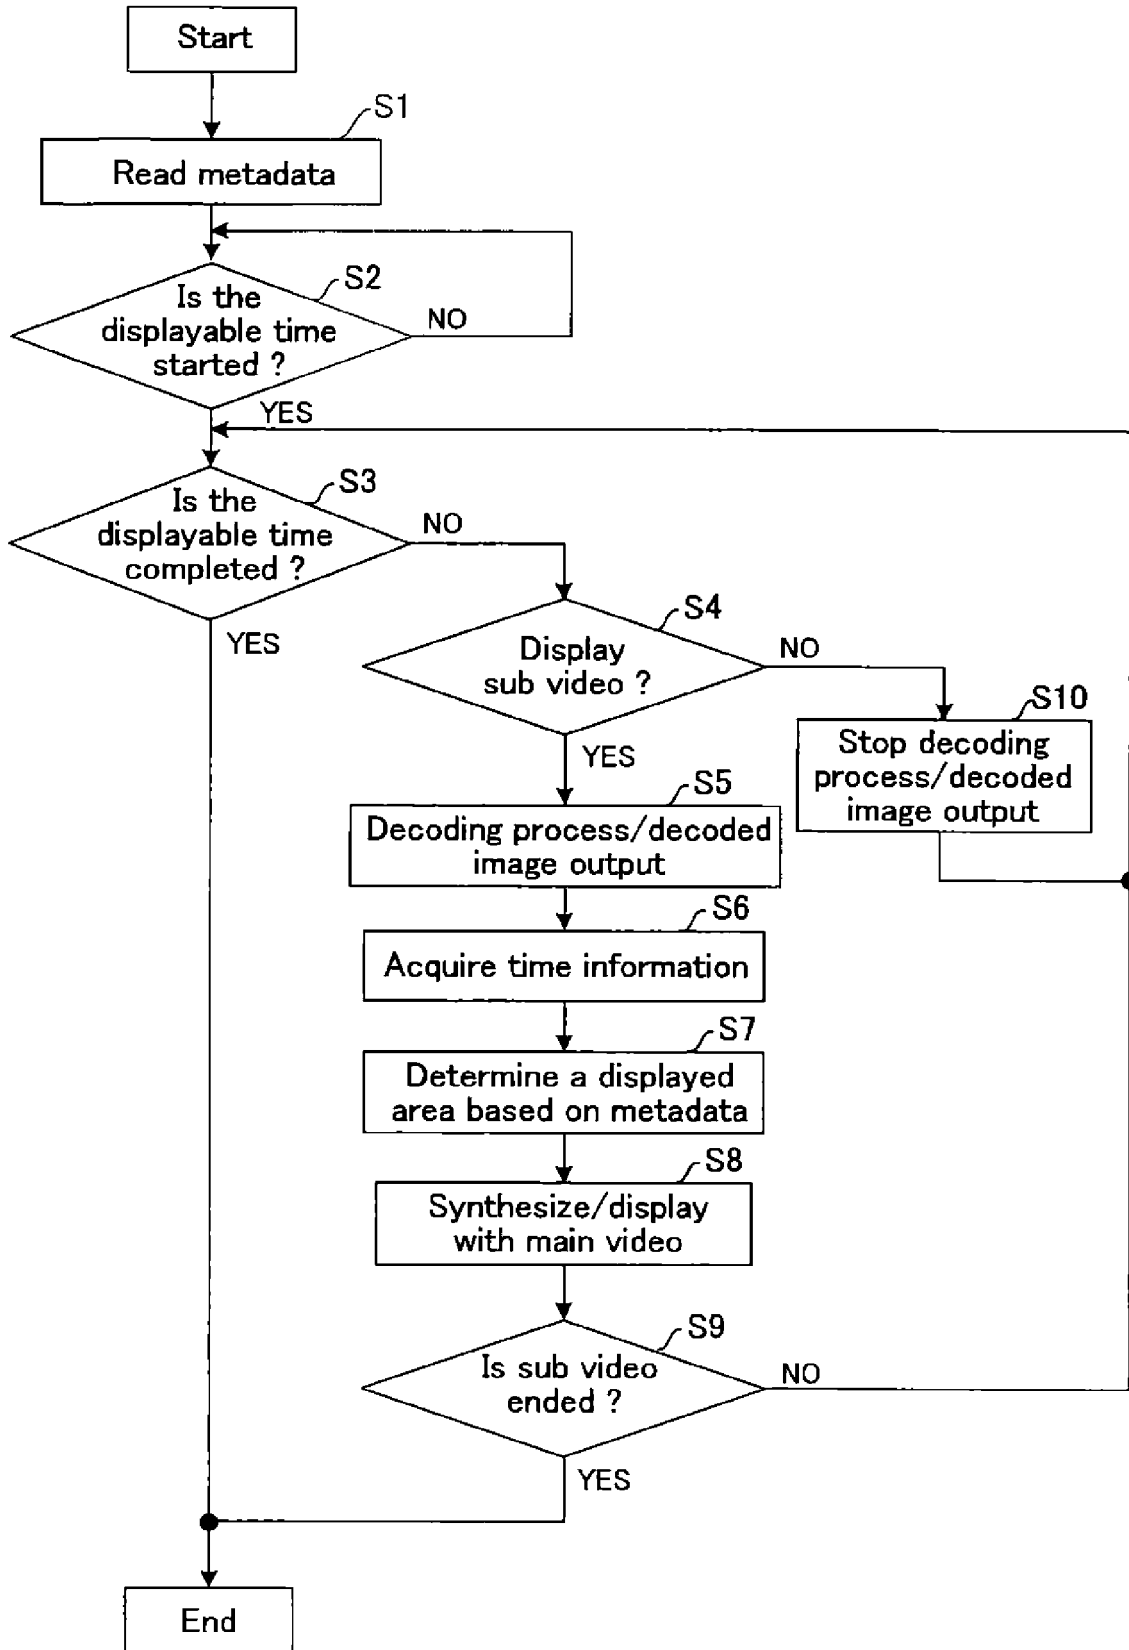 Start
S1
Read metadata
S2
Is the
displayable time
started ?
NO
YES
S3
Is the
displayable time
completed ?
NO
YES
S4
Display
sub video ?
NO
YES
S10
Stop decoding
process/decoded
image output
S5
Decoding process/decoded
image output
S6
Acquire time information
S7
Determine a displayed
area based on metadata
S8
Synthesize/display
with main video
S9
Is sub video
ended ?
NO
YES
End